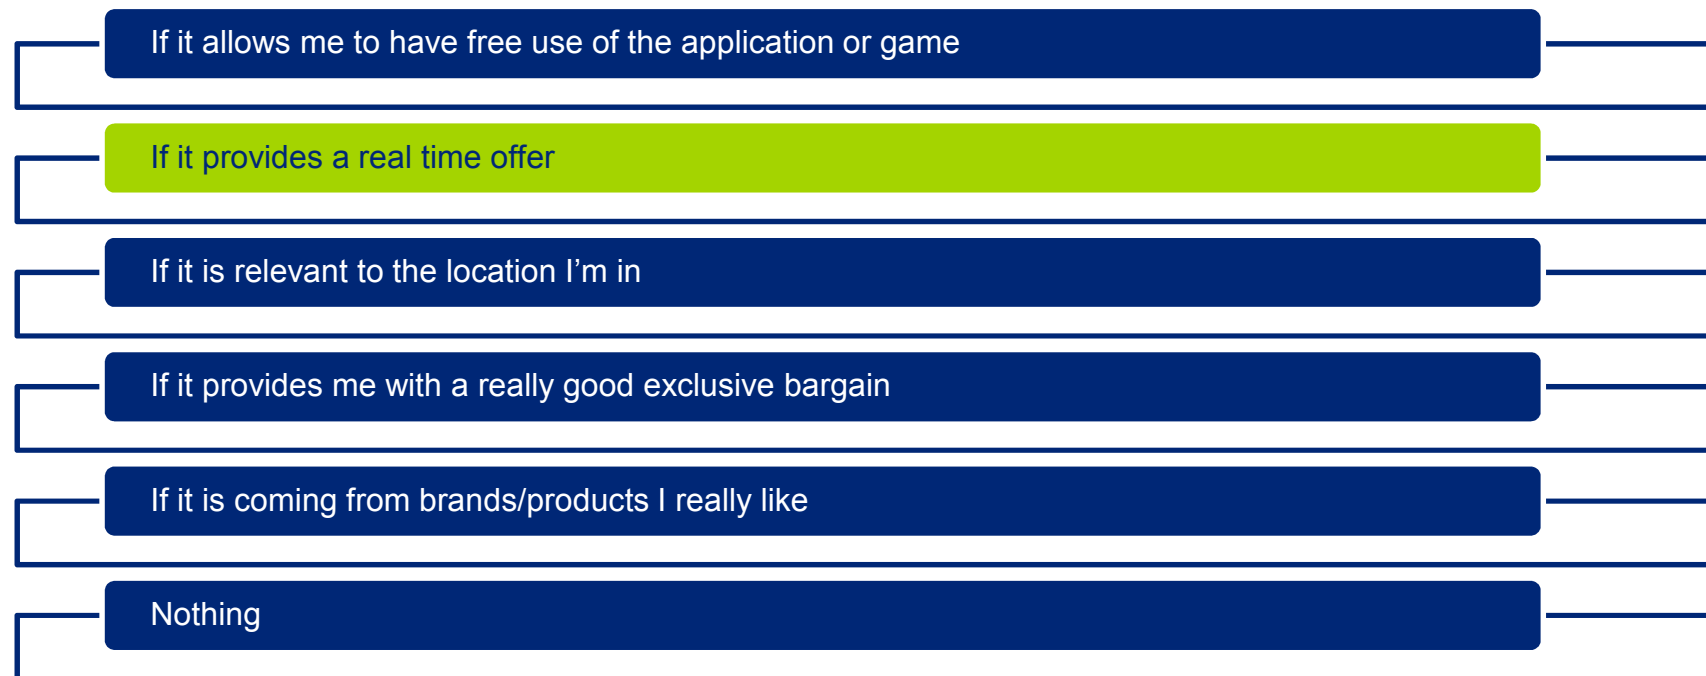 If it allows me to have free use of the application or game
If it provides a real time offer
If it is relevant to the location I’m in
If it provides me with a really good exclusive bargain
If it is coming from brands/products I really like
Nothing